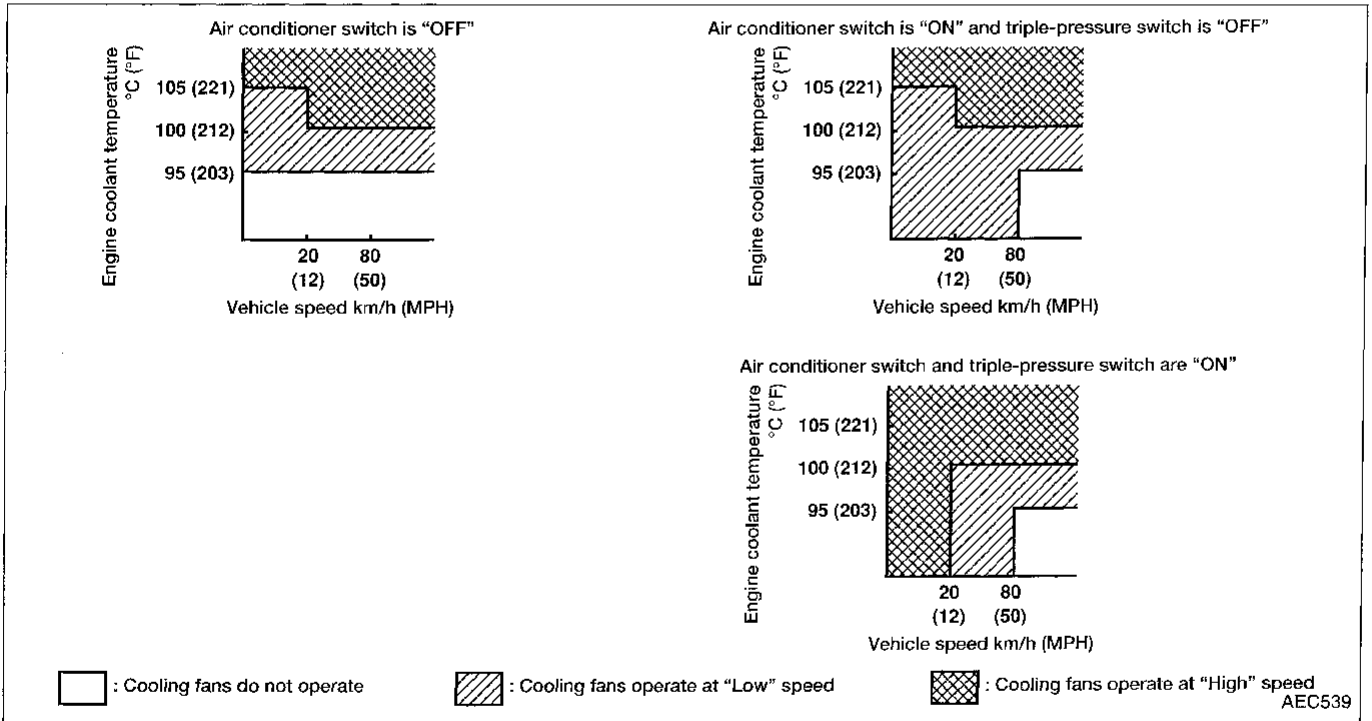 Air conditioner switch is “OFF”
Engine coolant temperature
°C (°F)
105 (221)
100 (212)
95 (203)
20 80
(12) (50)
Vehicle speed km/h (MPH)
Air conditioner switch is “ON” and triple-pressure switch is “OFF”
Engine coolant temperature
°C (°F)
105 (221)
100 (212)
95 (203)
20 80
(12) (50)
Vehicle speed km/h (MPH)
Air conditioner switch and triple-pressure switch are “ON”
Engine coolant temperature
°C (°F)
105 (221)
100 (212)
95 (203)
20 80
(12) (50)
Vehicle speed km/h (MPH)
: Cooling fans do not operate
: Cooling fans operate at “Low” speed
: Cooling fans operate at “High” speed
AEC539